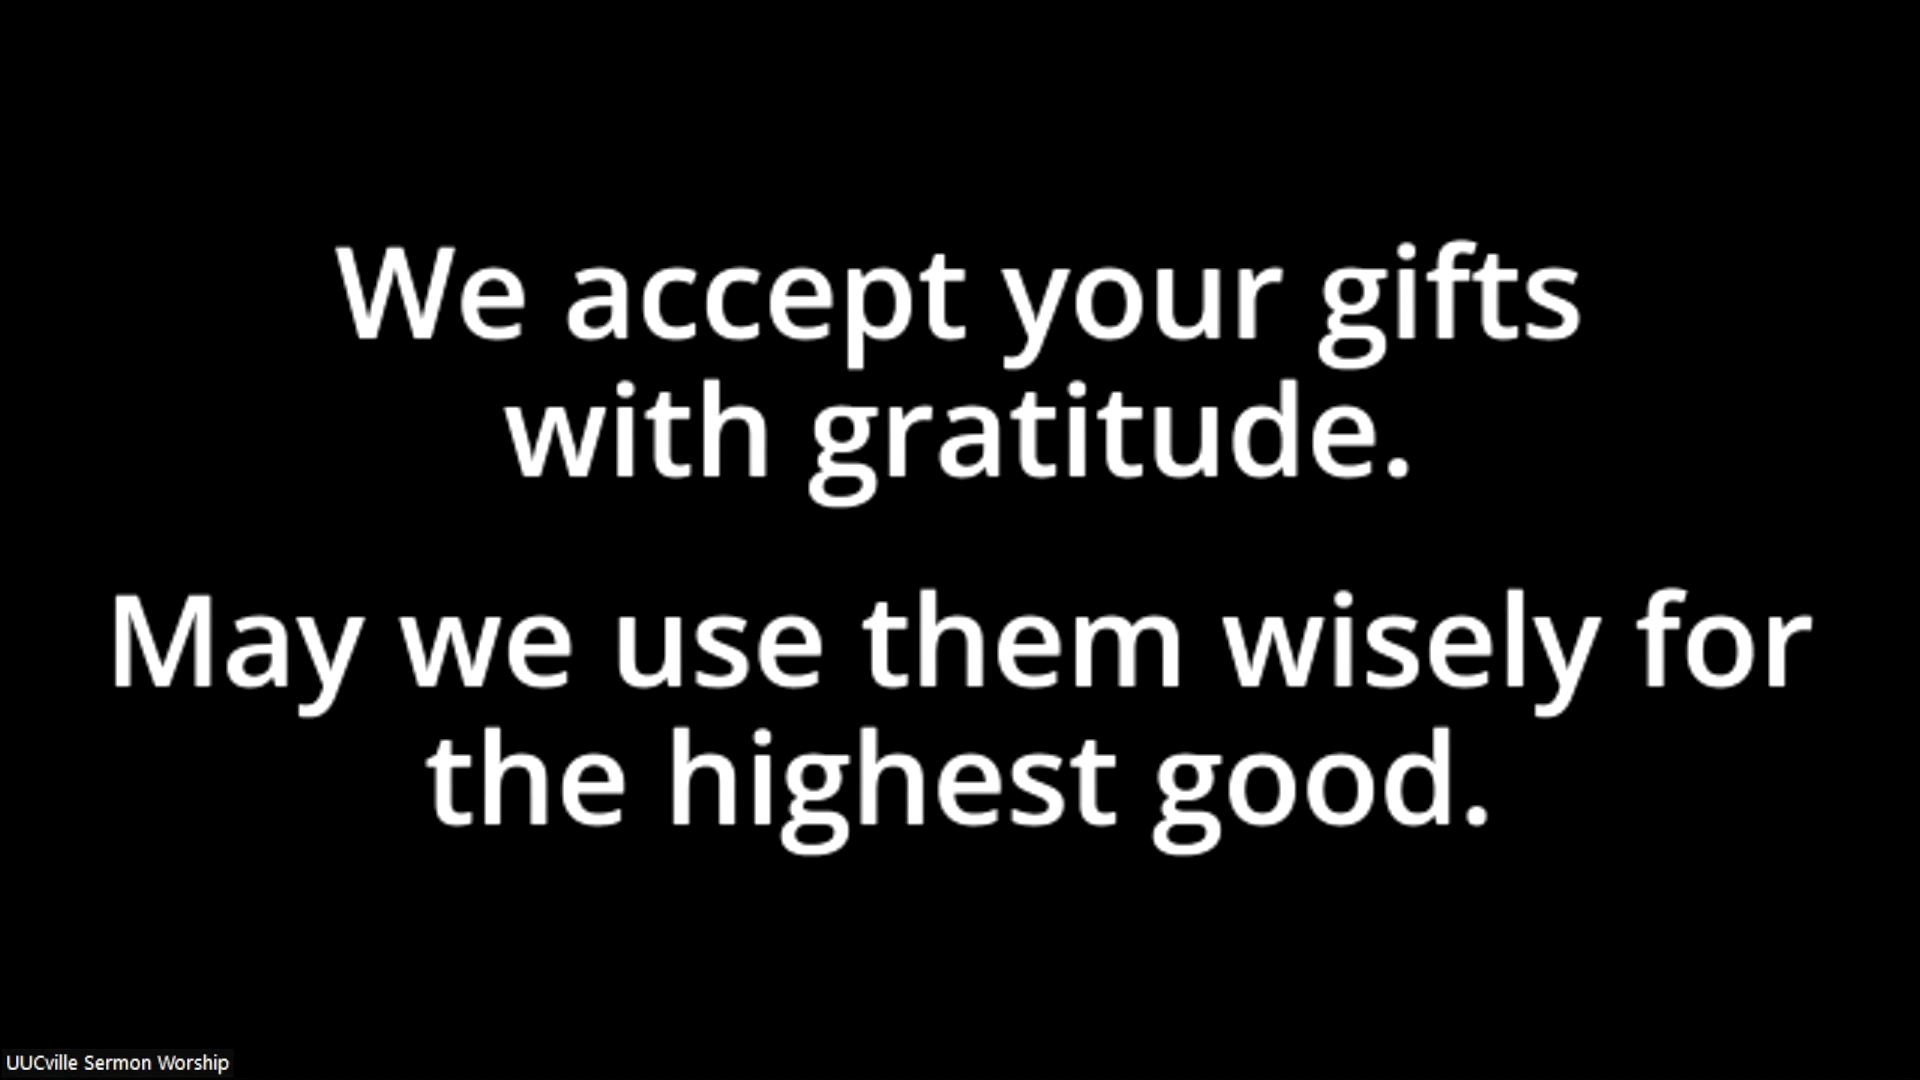 We accept your gifts
with gratitude.
May we use them wisely for
the highest good.
UUCville Sermon Worship